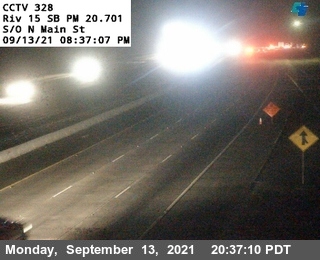 CCTV 328
Riv 15 SB PM 20.701
S/O N Main St
09/13/21 08:37:07 PM
Monday, September 13, 2021 20:37:10 PDT